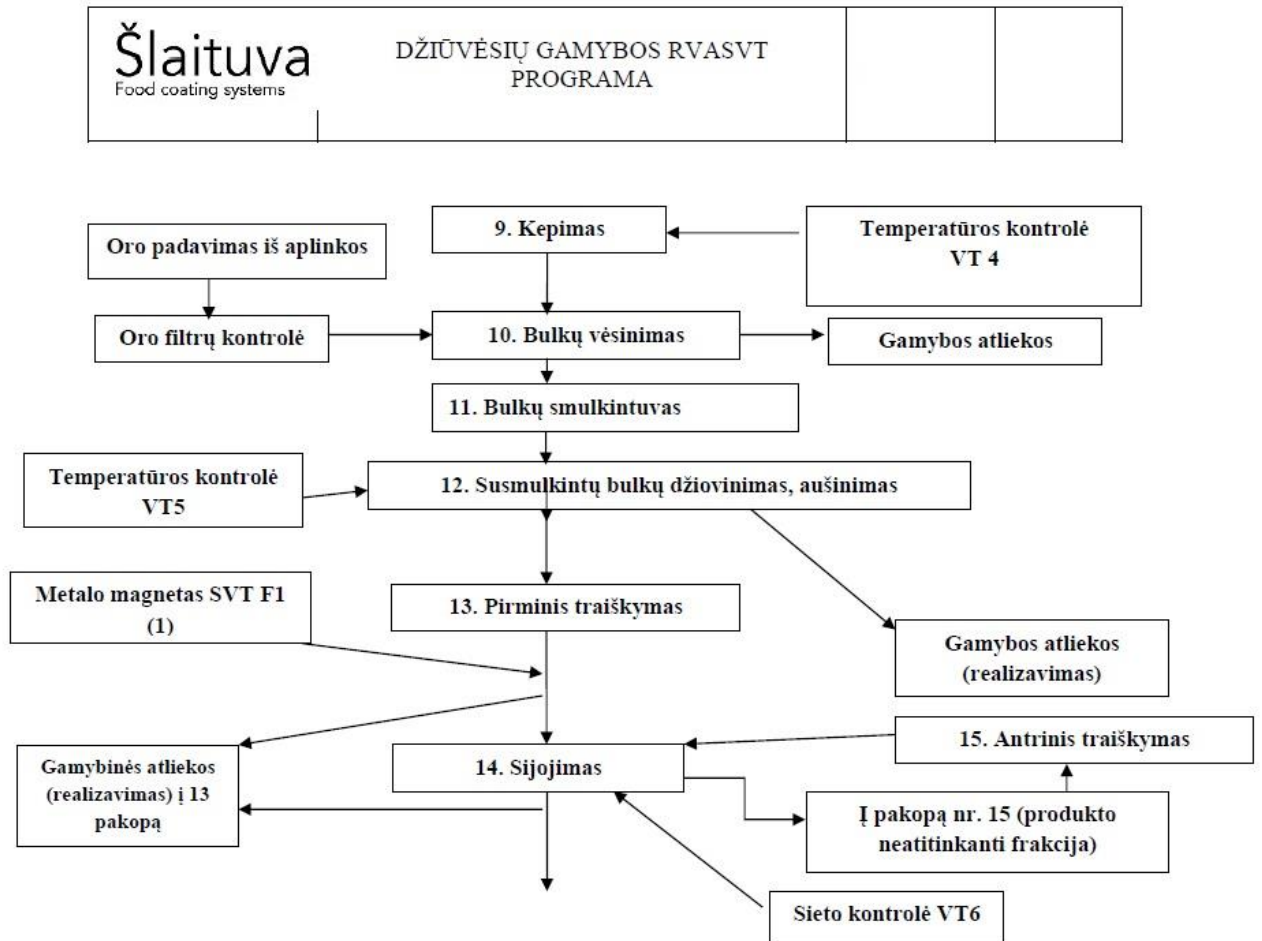 Šlaituva
Food coating systems
DŽIŪVĖSIŲ GAMYBOS RVASVT
PROGRAMA
Oro padavimas iš aplinkos
9. Kepimas
Temperatūros kontrolė
VT 4
Oro filtrų kontrolė
10. Bulkų vėsinimas
Gamybos atliekos
11. Bulkų smulkintuvas
Temperatūros kontrolė
VT5
12. Susmulkintų bulkų džiovinimas, aušinimas
Metalo magnetas SVT F1
(1)
13. Pirminis traiškymas
Gamybos atliekos
(realizavimas)
Gamybinės atliekos
(realizavimas) į 13
pakopą
14. Sijojimas
15. Antrinis traiškymas
Į pakopą nr. 15 (produkto
neatitinkanti frakcija)
Sieto kontrolė VT6